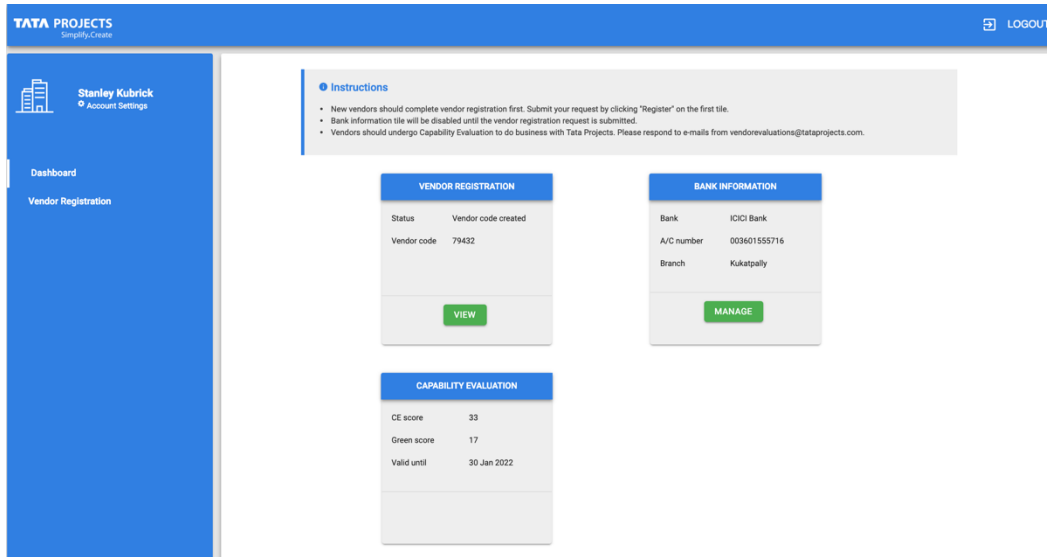 TATA PROJECTS
Simplify.Create
LOGOUT
Stanley Kubrick
Account Settings
Dashboard
Vendor Registration
Instructions
• New vendors should complete vendor registration first. Submit your request by clicking "Register" on the first tile.
• Bank information tile will be disabled until the vendor registration request is submitted.
• Vendors should undergo Capability Evaluation to do business with Tata Projects. Please respond to e-mails from vendorevaluations@tataprojects.com.
VENDOR REGISTRATION
Status Vendor code created
Vendor code 79432
VIEW
BANK INFORMATION
Bank ICICI Bank
A/C number 003601555716
Branch Kukatpally
MANAGE
CAPABILITY EVALUATION
CE score 33
Green score 17
Valid until 30 Jan 2022